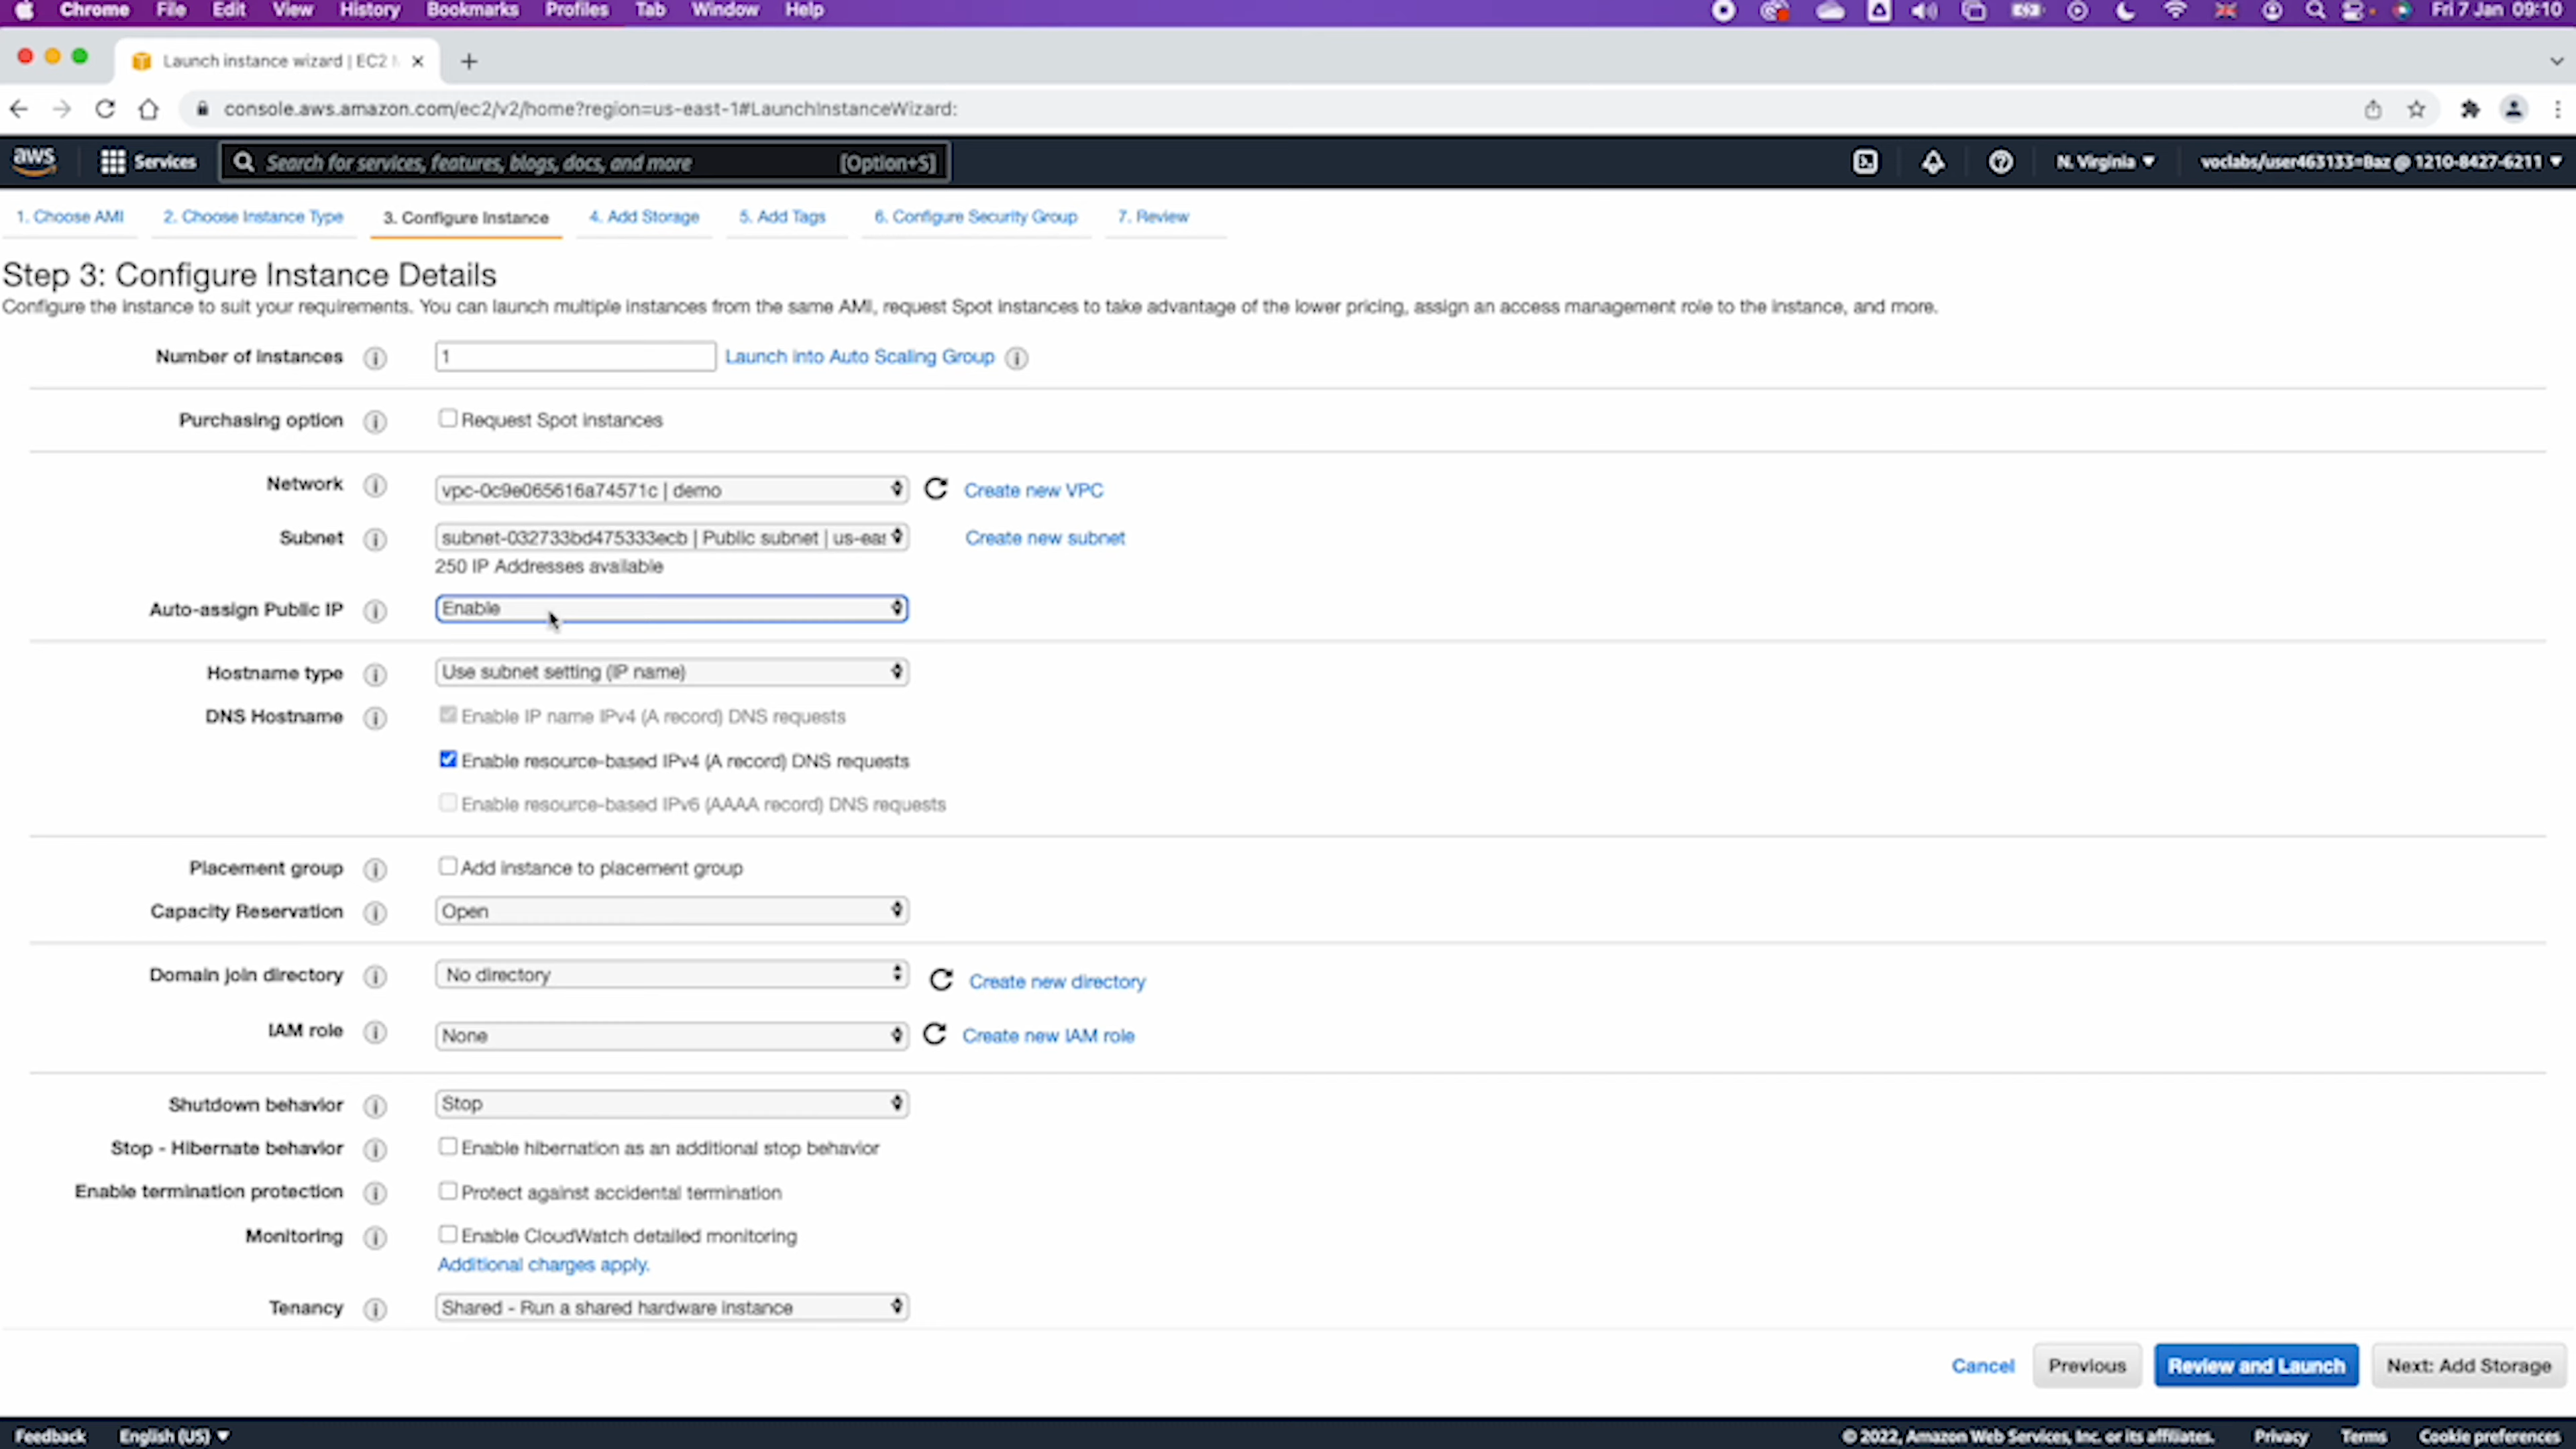 Chrome File Edit View History Bookmarks Profiles Tab Window Help Fri 7 Jan 09:10
Launch instance wizard | EC2
console.aws.amazon.com/ec2/v2/home?region=us-east-1#LaunchInstanceWizard:
aws Services Search for services, features, blogs, docs, and more [Option+S] N. Virginia voclabs/user463133=Baz @ 1210-8427-6211
1. Choose AMI 2. Choose Instance Type 3. Configure Instance 4. Add Storage 5. Add Tags 6. Configure Security Group 7. Review
Step 3: Configure Instance Details
Configure the instance to suit your requirements. You can launch multiple instances from the same AMI, request Spot instances to take advantage of the lower pricing, assign an access management role to the instance, and more.
Number of instances 1 Launch into Auto Scaling Group
Purchasing option Request Spot instances
Network vpc-0c9e065616a74571c | demo Create new VPC
Subnet subnet-032733bd475333ecb | Public subnet | us-eas Create new subnet
250 IP Addresses available
Auto-assign Public IP Enable
Hostname type Use subnet setting (IP name)
DNS Hostname Enable IP name IPv4 (A record) DNS requests
Enable resource-based IPv4 (A record) DNS requests
Enable resource-based IPv6 (AAAA record) DNS requests
Placement group Add instance to placement group
Capacity Reservation Open
Domain join directory No directory Create new directory
IAM role None Create new IAM role
Shutdown behavior Stop
Stop - Hibernate behavior Enable hibernation as an additional stop behavior
Enable termination protection Protect against accidental termination
Monitoring Enable CloudWatch detailed monitoring
Additional charges apply.
Tenancy Shared - Run a shared hardware instance
Cancel Previous Review and Launch Next: Add Storage
Feedback English (US) © 2022, Amazon Web Services, Inc. or its affiliates. Privacy Terms Cookie preferences